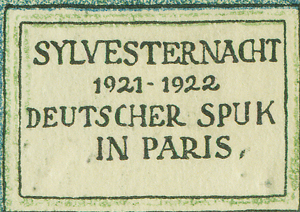 SYLVESTERNACHT
1921-1922
DEUTSCHER SPUK
IN PARIS.